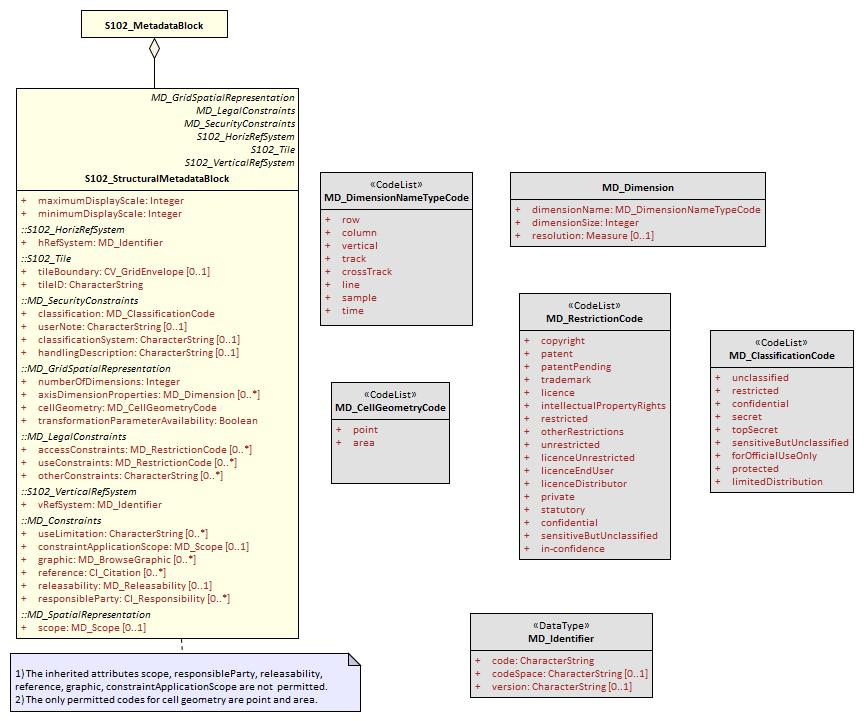 S102_MetadataBlock
MD_GridSpatialRepresentation
MD_LegalConstraints
MD_SecurityConstraints
S102_HorizRefSystem
S102_Tile
S102_VerticalRefSystem
S102_StructuralMetadataBlock
+ maximumDisplayScale: Integer
+ minimumDisplayScale: Integer
::S102_HorizRefSystem
+ hRefSystem: MD_Identifier
::S102_Tile
+ tileBoundary: CV_GridEnvelope [0..1]
+ tileID: CharacterString
::MD_SecurityConstraints
+ classification: MD_ClassificationCode
+ userNote: CharacterString [0..1]
+ classificationSystem: CharacterString [0..1]
+ handlingDescription: CharacterString [0..1]
::MD_GridSpatialRepresentation
+ numberOfDimensions: Integer
+ axisDimensionProperties: MD_Dimension [0..*]
+ cellGeometry: MD_CellGeometryCode
+ transformationParameterAvailability: Boolean
::MD_LegalConstraints
+ accessConstraints: MD_RestrictionCode [0..*]
+ useConstraints: MD_RestrictionCode [0..*]
+ otherConstraints: CharacterString [0..*]
::S102_VerticalRefSystem
+ vRefSystem: MD_Identifier
::MD_Constraints
+ useLimitation: CharacterString [0..*]
+ constraintApplicationScope: MD_Scope [0..1]
+ graphic: MD_BrowseGraphic [0..*]
+ reference: CI_Citation [0..*]
+ releasability: MD_Releasability [0..1]
+ responsibleParty: CI_Responsibility [0..*]
::MD_SpatialRepresentation
+ scope: MD_Scope [0..1]
1) The inherited attributes scope, responsibleParty, releasability,
reference, graphic, constraintApplicationScope are not permitted.
2) The only permitted codes for cell geometry are point and area.
«CodeList»
MD_DimensionNameTypeCode
+ row
+ column
+ vertical
+ track
+ crossTrack
+ line
+ sample
+ time
MD_Dimension
+ dimensionName: MD_DimensionNameTypeCode
+ dimensionSize: Integer
+ resolution: Measure [0..1]
«CodeList»
MD_CellGeometryCode
+ point
+ area
«CodeList»
MD_RestrictionCode
+ copyright
+ patent
+ patentPending
+ trademark
+ licence
+ intellectualPropertyRights
+ restricted
+ otherRestrictions
+ unrestricted
+ licenceUnrestricted
+ licenceEndUser
+ licenceDistributor
+ private
+ statutory
+ confidential
+ sensitiveButUnclassified
+ in-confidence
«CodeList»
MD_ClassificationCode
+ unclassified
+ restricted
+ confidential
+ secret
+ topSecret
+ sensitiveButUnclassified
+ forOfficialUseOnly
+ protected
+ limitedDistribution
«DataType»
MD_Identifier
+ code: CharacterString
+ codeSpace: CharacterString [0..1]
+ version: CharacterString [0..1]